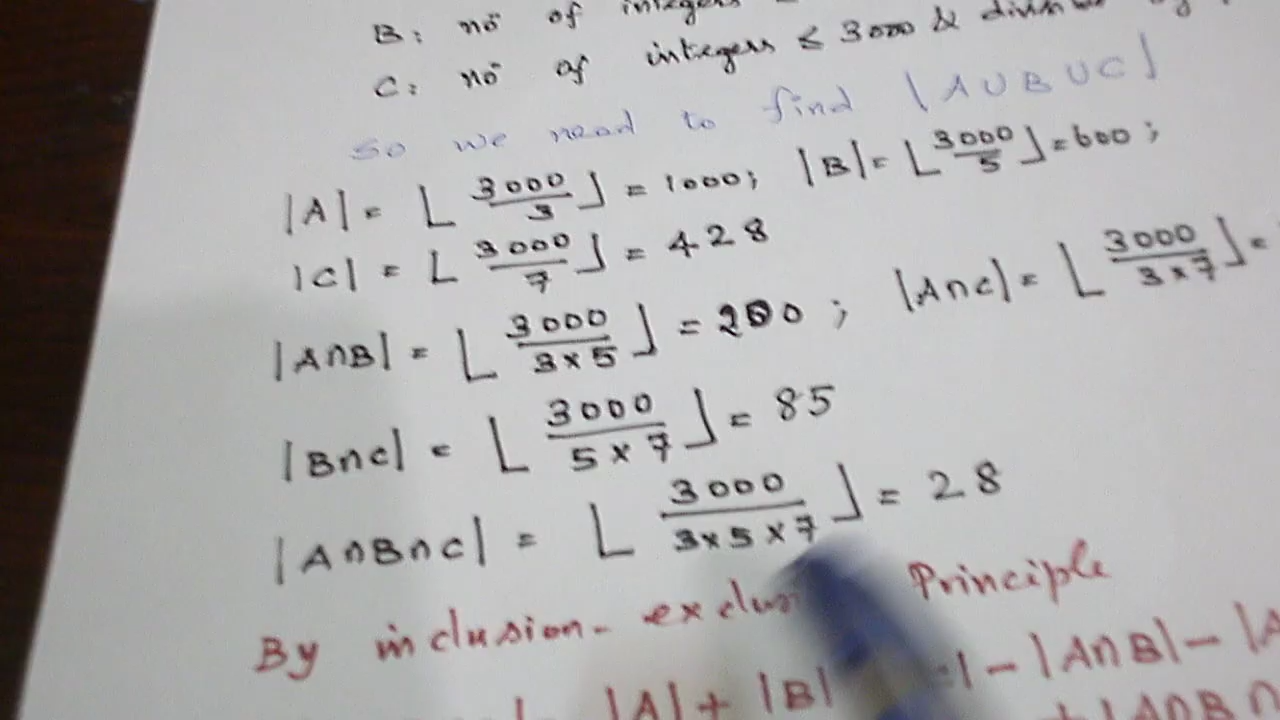 B: no of integers
C: no of integers ≤ 3000 &
so we need to find |A∪B∪C|
|A| = ⌊3000/3⌋ = 1000; |B| = ⌊3000/5⌋ = 600;
|C| = ⌊3000/7⌋ = 428
|A∩B| = ⌊3000/3×5⌋ = 200; |A∩C| = ⌊3000/3×7⌋ =
|B∩C| = ⌊3000/5×7⌋ = 85
|A∩B∩C| = ⌊3000/3×5×7⌋ = 28
By inclusion- Principle
|A| + |B| - |A∩B| - |A
+ |A∩B∩